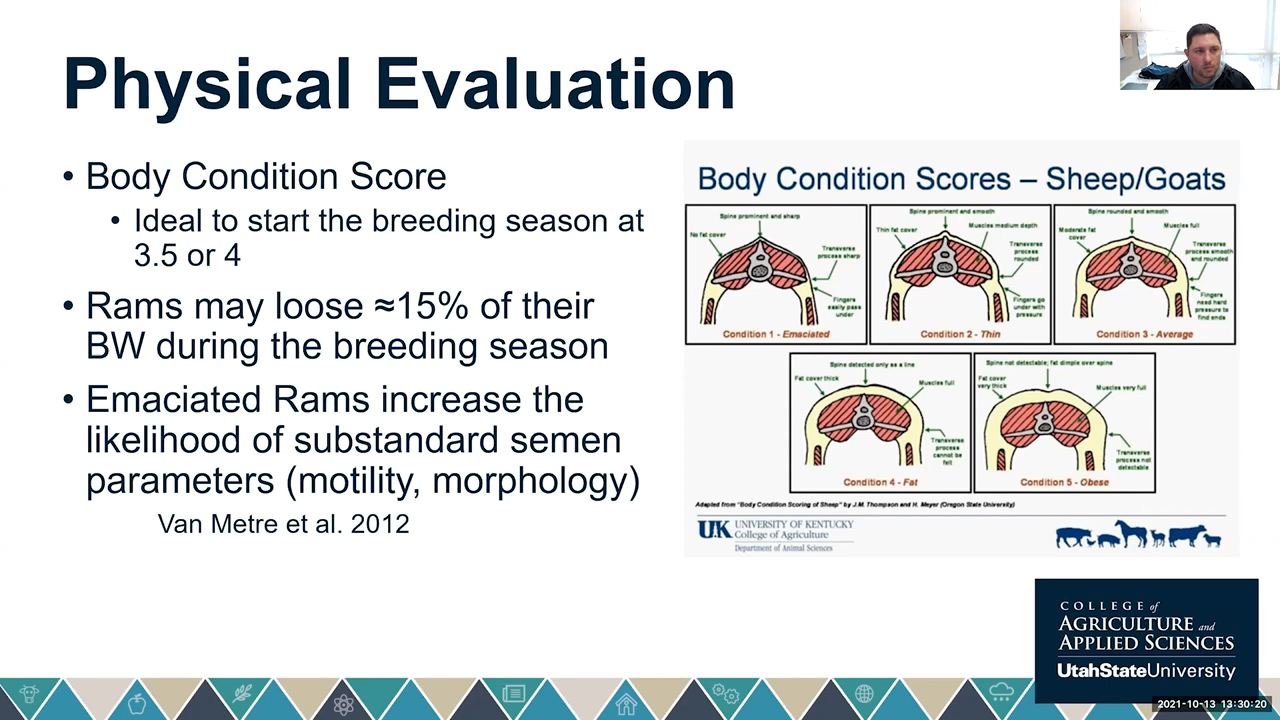 Physical Evaluation
• Body Condition Score
• Ideal to start the breeding season at
3.5 or 4
• Rams may loose ≈15% of their
BW during the breeding season
• Emaciated Rams increase the
likelihood of substandard semen
parameters (motility, morphology)
Van Metre et al. 2012
Body Condition Scores – Sheep/Goats
Spine prominent and sharp
No fat cover
Transverse
process sharp
Fingers
easily pass
under
Condition 1 - Emaciated
Spine prominent and smooth
Thin fat cover
Muscles medium depth
Transverse
process
rounded
Fingers go
under with
pressure
Condition 2 - Thin
Spine rounded and smooth
Moderate fat
cover
Muscles full
Transverse
process smooth
and rounded
Fingers
need hard
pressure to
find ends
Condition 3 - Average
Spine detected only as a line
Fat cover thick
Muscles full
Transverse
process
cannot be
felt
Condition 4 - Fat
Spine not detectable; fat dimple over spine
Fat cover
very thick
Muscles very full
Transverse
process not
detectable
Condition 5 - Obese
Adapted from "Body Condition Scoring of Sheep" by J.M. Thompson and H. Meyer (Oregon State University)
UK
UNIVERSITY OF KENTUCKY
College of Agriculture
Department of Animal Sciences
COLLEGE of
AGRICULTURE and
APPLIED SCIENCES
UtahStateUniversity
2021-10-13 13:30:20